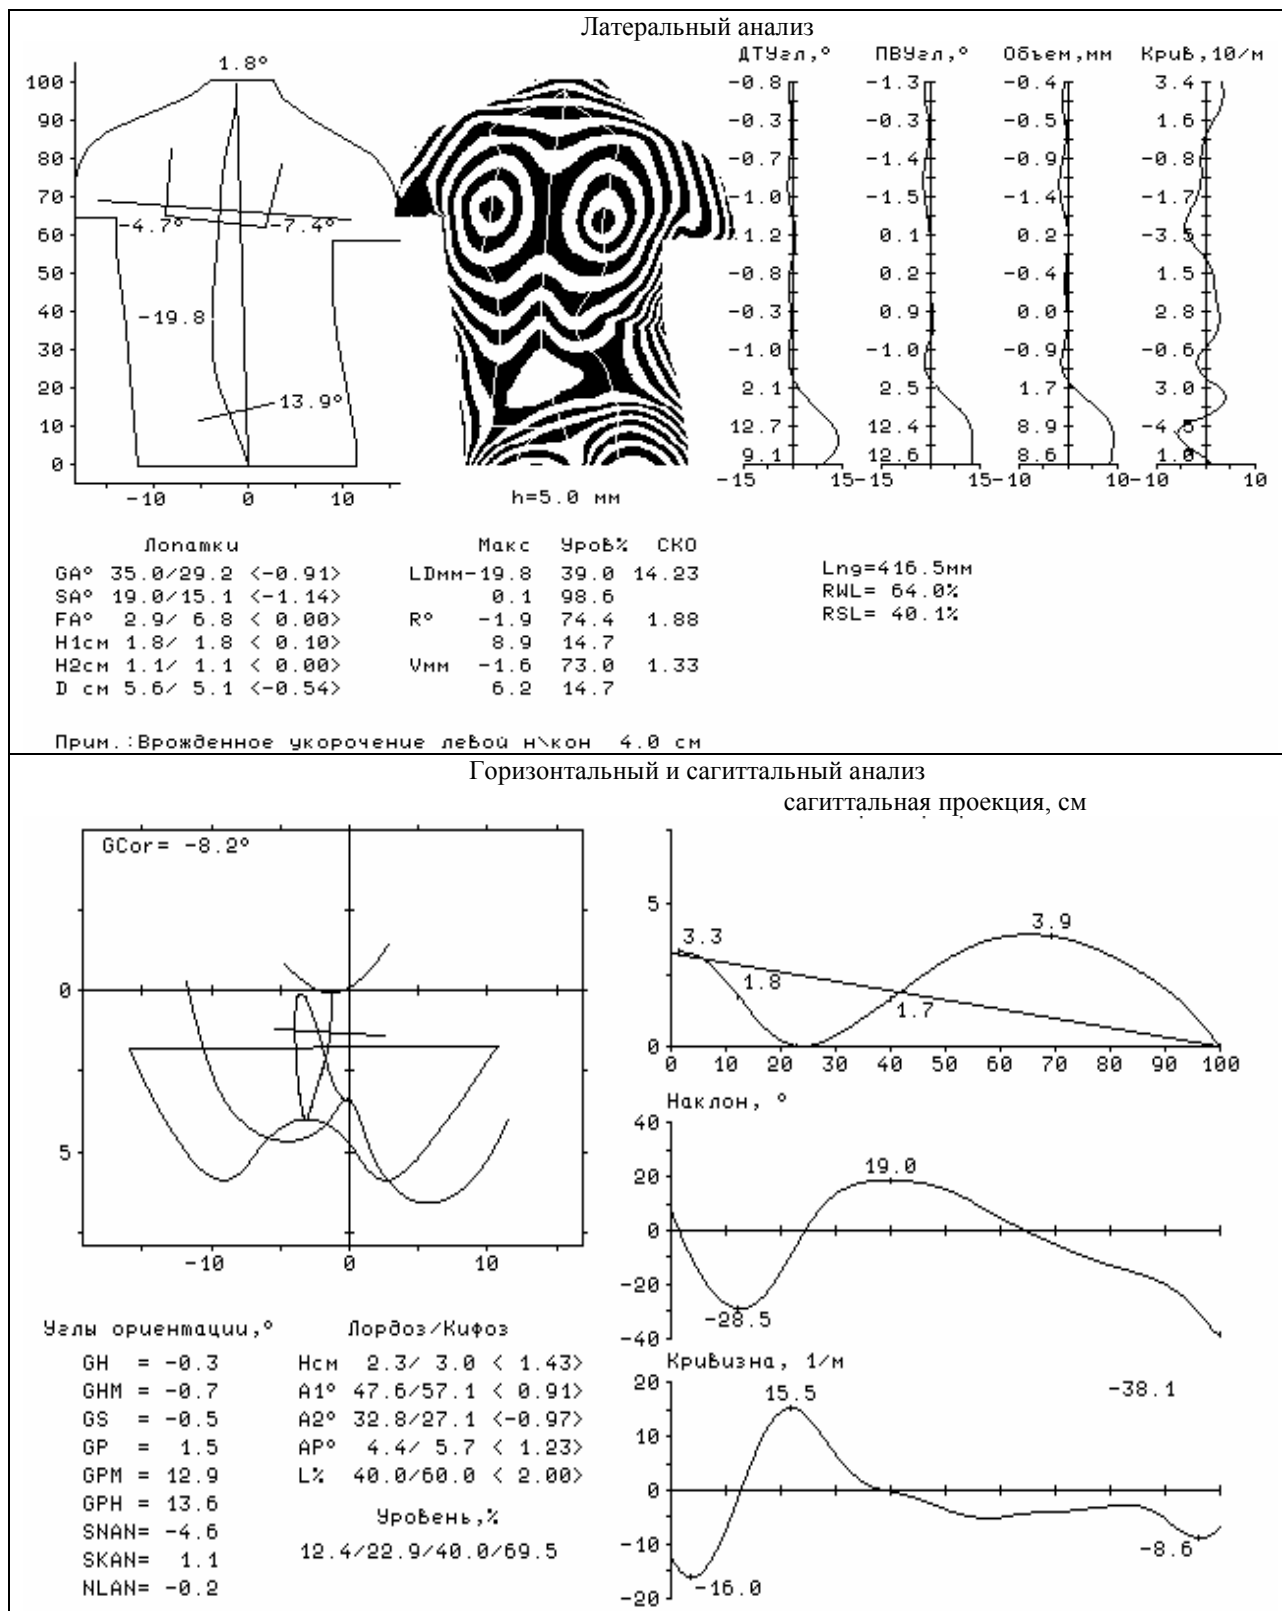 Латеральный анализ
ДТУгл,° ПВУгл,° Объем,мм Крив,10/м
1.8°
100 -0.8 -1.3 -0.4 3.4
90 -0.3 -0.3 -0.5 1.6
80 -0.7 -1.4 -0.9 -0.8
70 -1.0 -1.5 -1.4 -1.7
-4.7° -7.4°
60 -1.2 0.1 0.2 -3.5
50 -0.8 0.2 -0.4 1.5
40 -19.8 -0.3 0.9 0.0 2.8
30 -1.0 -1.0 -0.9 -0.6
20 2.1 2.5 1.7 3.0
13.9°
10 12.7 12.4 8.9 -4.5
0 9.1 12.6 8.6 1.0
-10 0 10 -15 15 -15 15 -10 10 -10 10
h=5.0 мм
Лопатки Макс Уров% СКО
GA° 35.0/29.2 <-0.91> LDмм-19.8 39.0 14.23 Lng=416.5мм
SA° 19.0/15.1 <-1.14> 0.1 98.6 RWL= 64.0%
FA° 2.9/ 6.8 < 0.00> R° -1.9 74.4 1.88 RSL= 40.1%
H1см 1.8/ 1.8 < 0.10> 8.9 14.7
H2см 1.1/ 1.1 < 0.00> Vмм -1.6 73.0 1.33
D см 5.6/ 5.1 <-0.54> 6.2 14.7
Прим.:Врожденное укорочение левой н\кон 4.0 см
Горизонтальный и сагиттальный анализ
сагиттальная проекция, см
GCor= -8.2°
5
3.3 3.9
0
1.8
1.7
0
0 10 20 30 40 50 60 70 80 90 100
Наклон, °
40
5
20 19.0
0
-10 0 10
-20
-28.5
-40
Углы ориентации,° Лордоз/Кифоз
GH = -0.3 Hсм 2.3/ 3.0 < 1.43>
GHM = -0.7 A1° 47.6/57.1 < 0.91>
GS = -0.5 A2° 32.8/27.1 <-0.97>
GP = 1.5 AP° 4.4/ 5.7 < 1.23>
GPM = 12.9 L% 40.0/60.0 < 2.00>
GPH = 13.6
SNAN= -4.6 Уровень,%
SKAN= 1.1 12.4/22.9/40.0/69.5
NLAN= -0.2
Кривизна, 1/м
20 15.5 -38.1
10
0
-10
-8.6
-16.0
-20